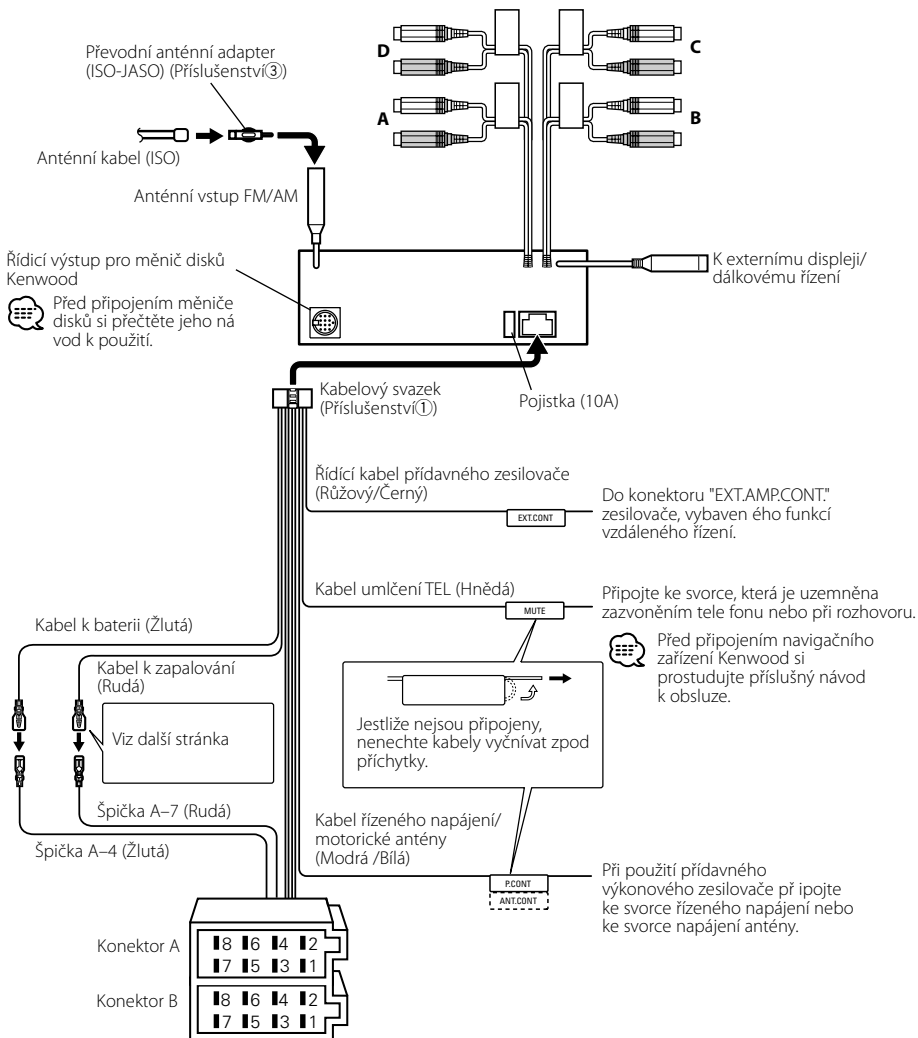 D
C
A
B
Převodní anténní adapter
(ISO-JASO) (Příslušenství③)
Anténní kabel (ISO)
Anténní vstup FM/AM
Řídicí výstup pro měnič disků
Kenwood
Před připojením měniče
disků si přečtěte jeho ná
vod k použití.
K externímu displeji/
dálkovému řízení
Kabelový svazek
(Příslušenství①)
Pojistka (10A)
Řídící kabel přídavného zesilovače
(Růžový/Černý)
EXT.CONT
Do konektoru "EXT.AMP.CONT."
zesilovače, vybaven ého funkcí
vzdáleného řízení.
Kabel umlčení TEL (Hnědá)
MUTE
Připojte ke svorce, která je uzemněna
zazvoněním tele fonu nebo při rozhovoru.
Před připojením navigačního
zařízení Kenwood si
prostudujte příslušný návod
k obsluze.
Kabel k baterii (Žlutá)
Kabel k zapalování
(Rudá)
Viz další stránka
Jestliže nejsou připojeny,
nenechte kabely vyčnívat zpod
příchytky.
Špička A–7 (Rudá)
Špička A–4 (Žlutá)
Kabel řízeného napájení/
motorické antény
(Modrá /Bílá)
P.CONT
ANT.CONT
Při použití přídavného
výkonového zesilovače př ipojte
ke svorce řízeného napájení nebo
ke svorce napájení antény.
Konektor A
8 6 4 2
7 5 3 1
Konektor B
8 6 4 2
7 5 3 1